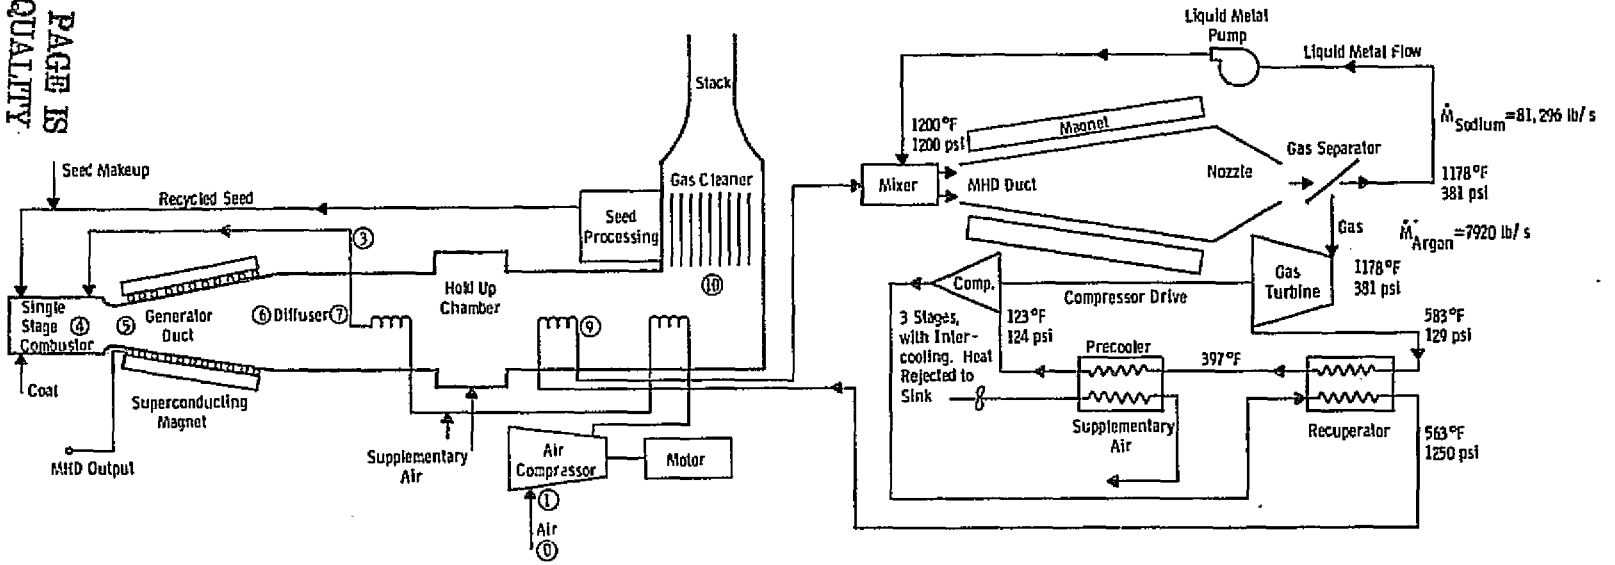 PAGE IS
QUALITY
Seed Makeup
Recycled Seed
3
Single
Stage
Combustor
4
5
Generator
Duct
6
Diffuser
7
Coal
Superconducting
Magnet
MHD Output
Hold Up
Chamber
Supplementary
Air
Seed
Processing
Stack
Gas Cleaner
10
9
Air
Compressor
Motor
1
Air
0
Liquid Metal
Pump
Liquid Metal Flow
1200°F
1200 psi
Magnet
Mixer
MHD Duct
Nozzle
Gas Separator
Ṁ Sodium = 81,296 lb/s
1178°F
381 psi
Gas
Ṁ Argon = 7920 lb/s
Gas
Turbine
1178°F
381 psi
Comp.
Compressor Drive
3 Stages,
with Inter-
cooling. Heat
Rejected to
Sink
123°F
124 psi
Precooler
397°F
583°F
129 psi
Supplementary
Air
Recuperator
563°F
1250 psi